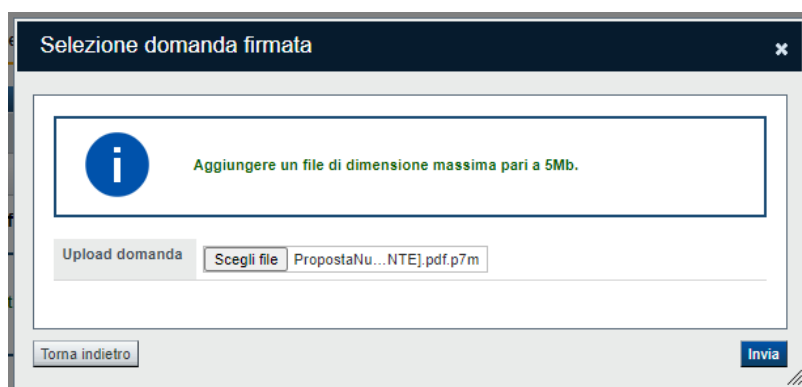 Selezione domanda firmata
Aggiungere un file di dimensione massima pari a 5Mb.
Upload domanda
Scegli file PropostaNu...NTE].pdf.p7m
Torna indietro
Invia